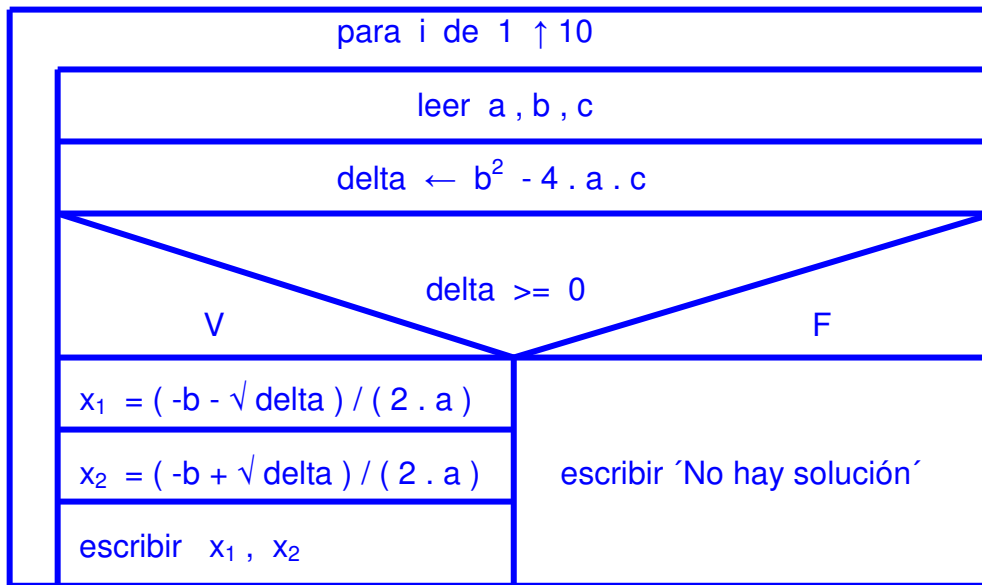 para i de 1 ↑ 10
leer a , b , c
delta ← b² - 4 . a . c
delta >= 0
V
F
x₁ = ( -b - √ delta ) / ( 2 . a )
x₂ = ( -b + √ delta ) / ( 2 . a )
escribir x₁ , x₂
escribir ´No hay solución´